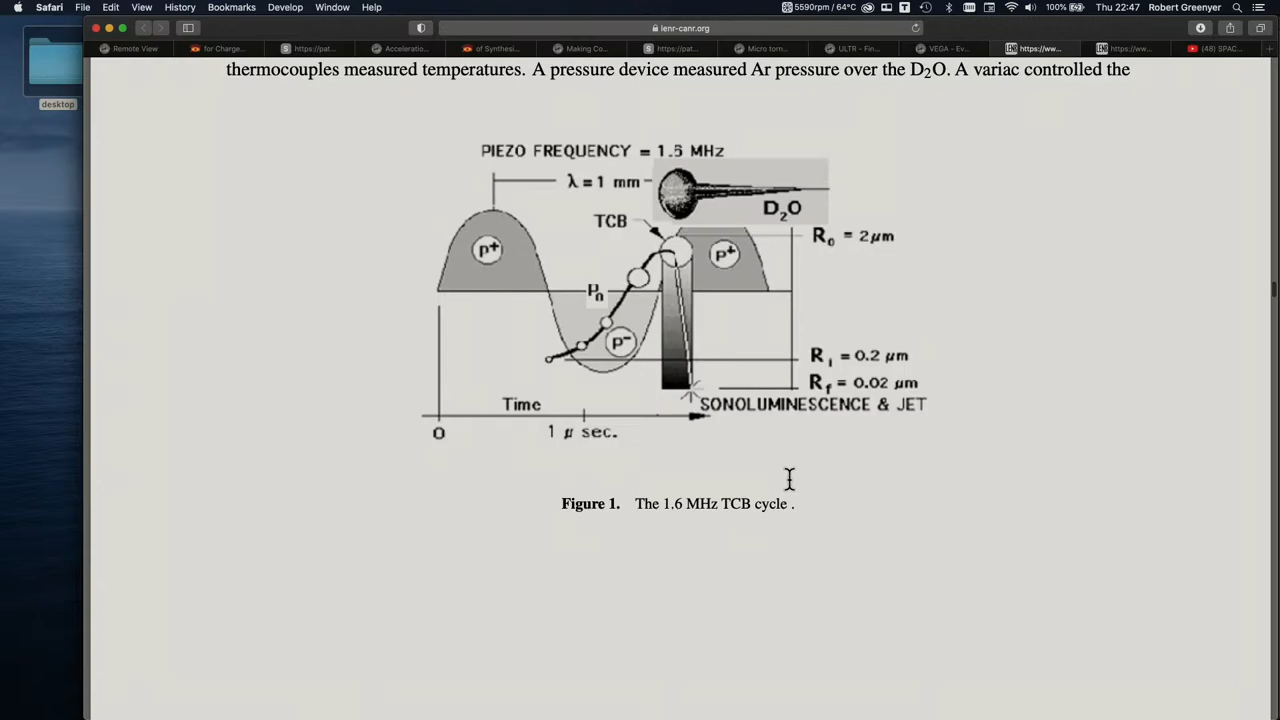 Safari File Edit View History Bookmarks Develop Window Help 5590rpm / 64°C 100% Thu 22:47 Robert Greenyer
lenr-canr.org
Remote View for Charge... https://pat... Acceleratio... of Synthesi... Making Co... https://pat... Micro torn... ULTR - Fin... VEGA - Ev... https://ww... https://ww... (48) SPAC...
desktop
thermocouples measured temperatures. A pressure device measured Ar pressure over the D2O. A variac controlled the
PIEZO FREQUENCY = 1.6 MHz
λ = 1 mm
D2O
TCB
R0 = 2μm
P+
P+
P0
P-
Ri = 0.2 μm
Rf = 0.02 μm
SONOLUMINESCENCE & JET
Time
0
1 μ sec.
Figure 1. The 1.6 MHz TCB cycle .